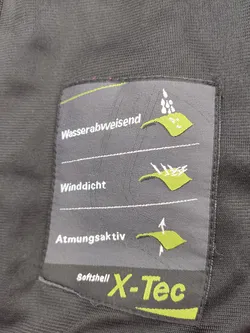 Wasserabweisend
Winddicht
Atmungsaktiv
Softshell X-Tec